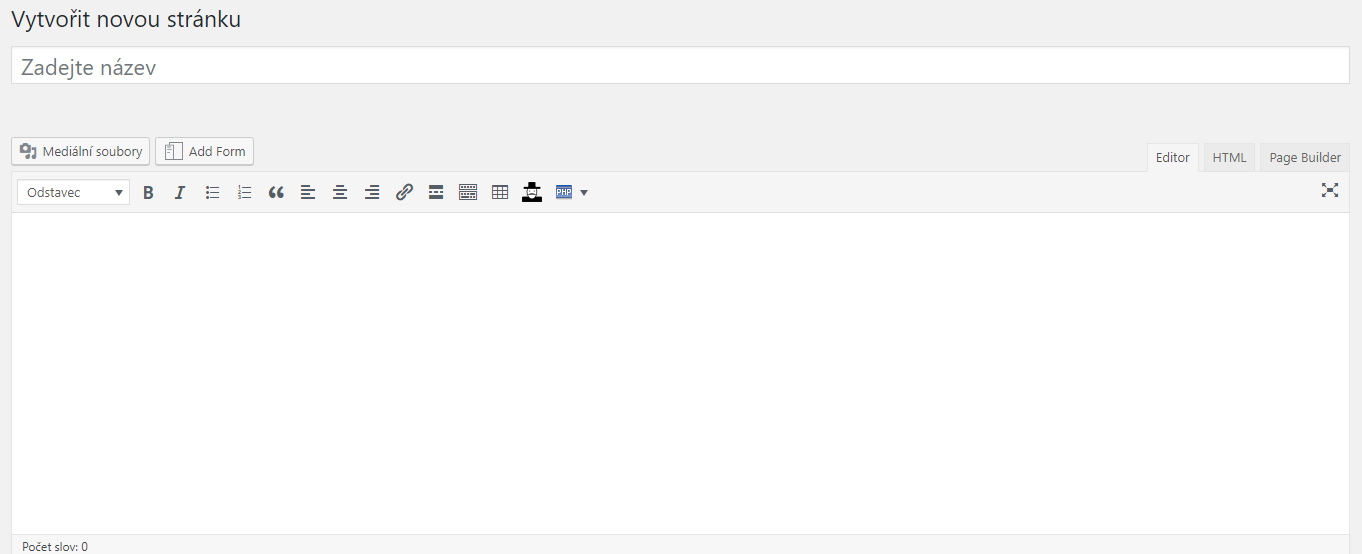 Vytvořit novou stránku
Zadejte název
Mediální soubory Add Form
Editor HTML Page Builder
Odstavec B I PHP
Počet slov: 0